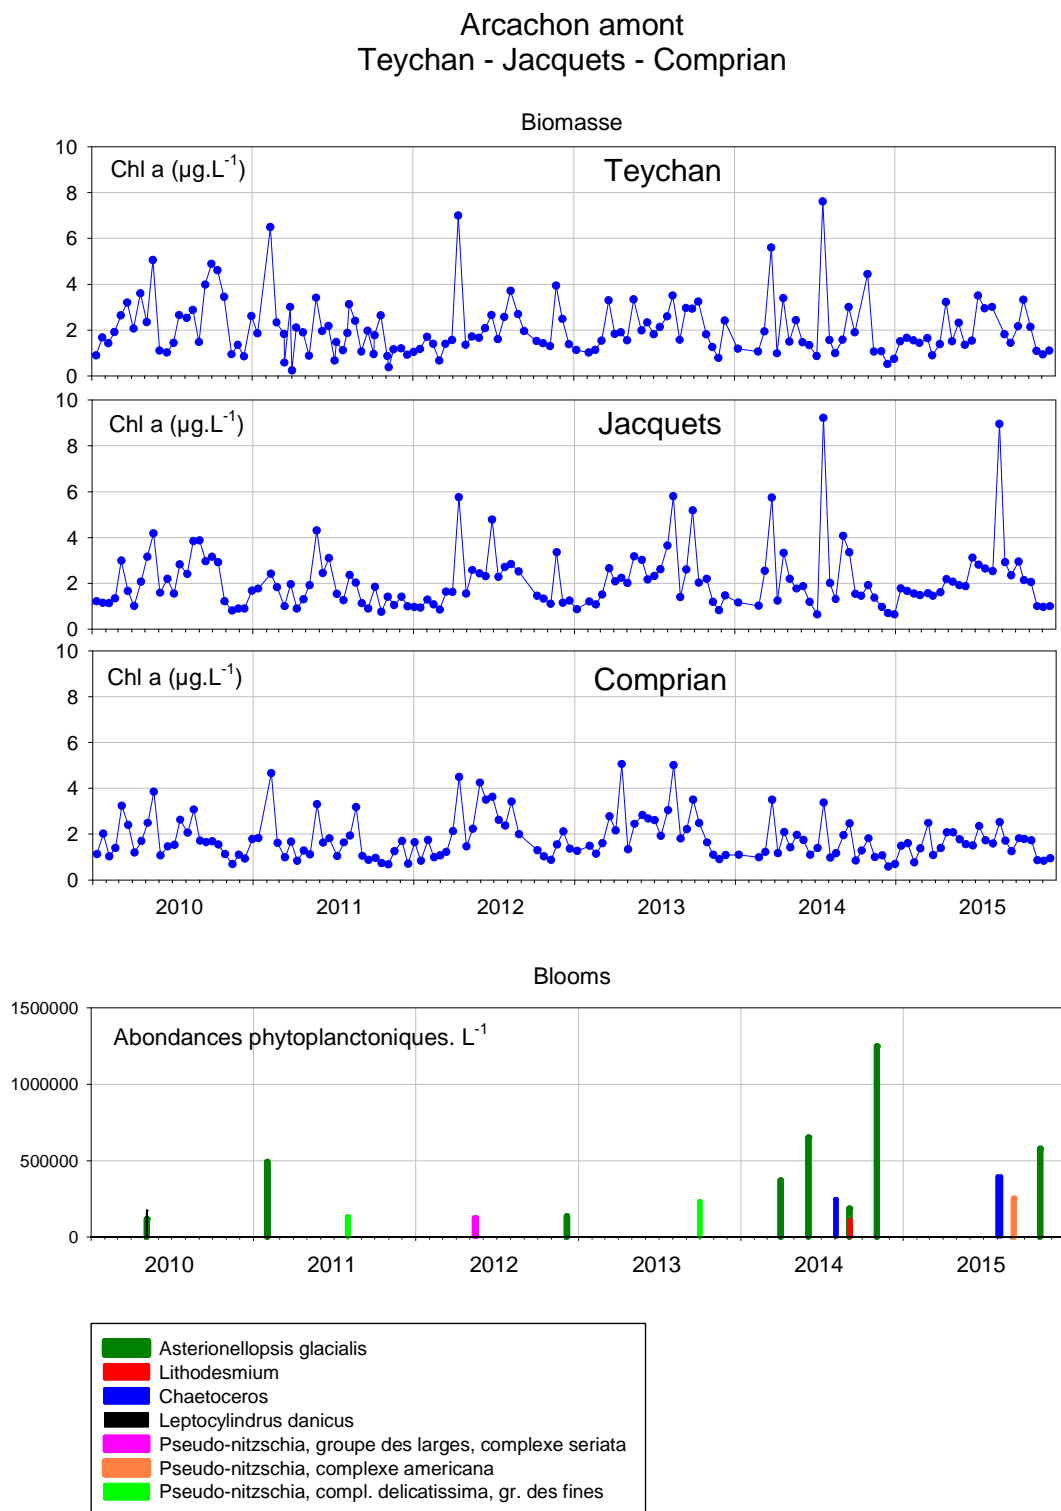 Arcachon amont
Teychan - Jacquets - Comprian
Biomasse
10
8
6
4
2
0
Chl a (µg.L-1)
Teychan
10
8
6
4
2
0
Chl a (µg.L-1)
Jacquets
10
8
6
4
2
0
Chl a (µg.L-1)
Comprian
2010 2011 2012 2013 2014 2015
Blooms
1500000
1000000
500000
0
Abondances phytoplanctoniques. L-1
2010 2011 2012 2013 2014 2015
Asterionellopsis glacialis
Lithodesmium
Chaetoceros
Leptocylindrus danicus
Pseudo-nitzschia, groupe des larges, complexe seriata
Pseudo-nitzschia, complexe americana
Pseudo-nitzschia, compl. delicatissima, gr. des fines